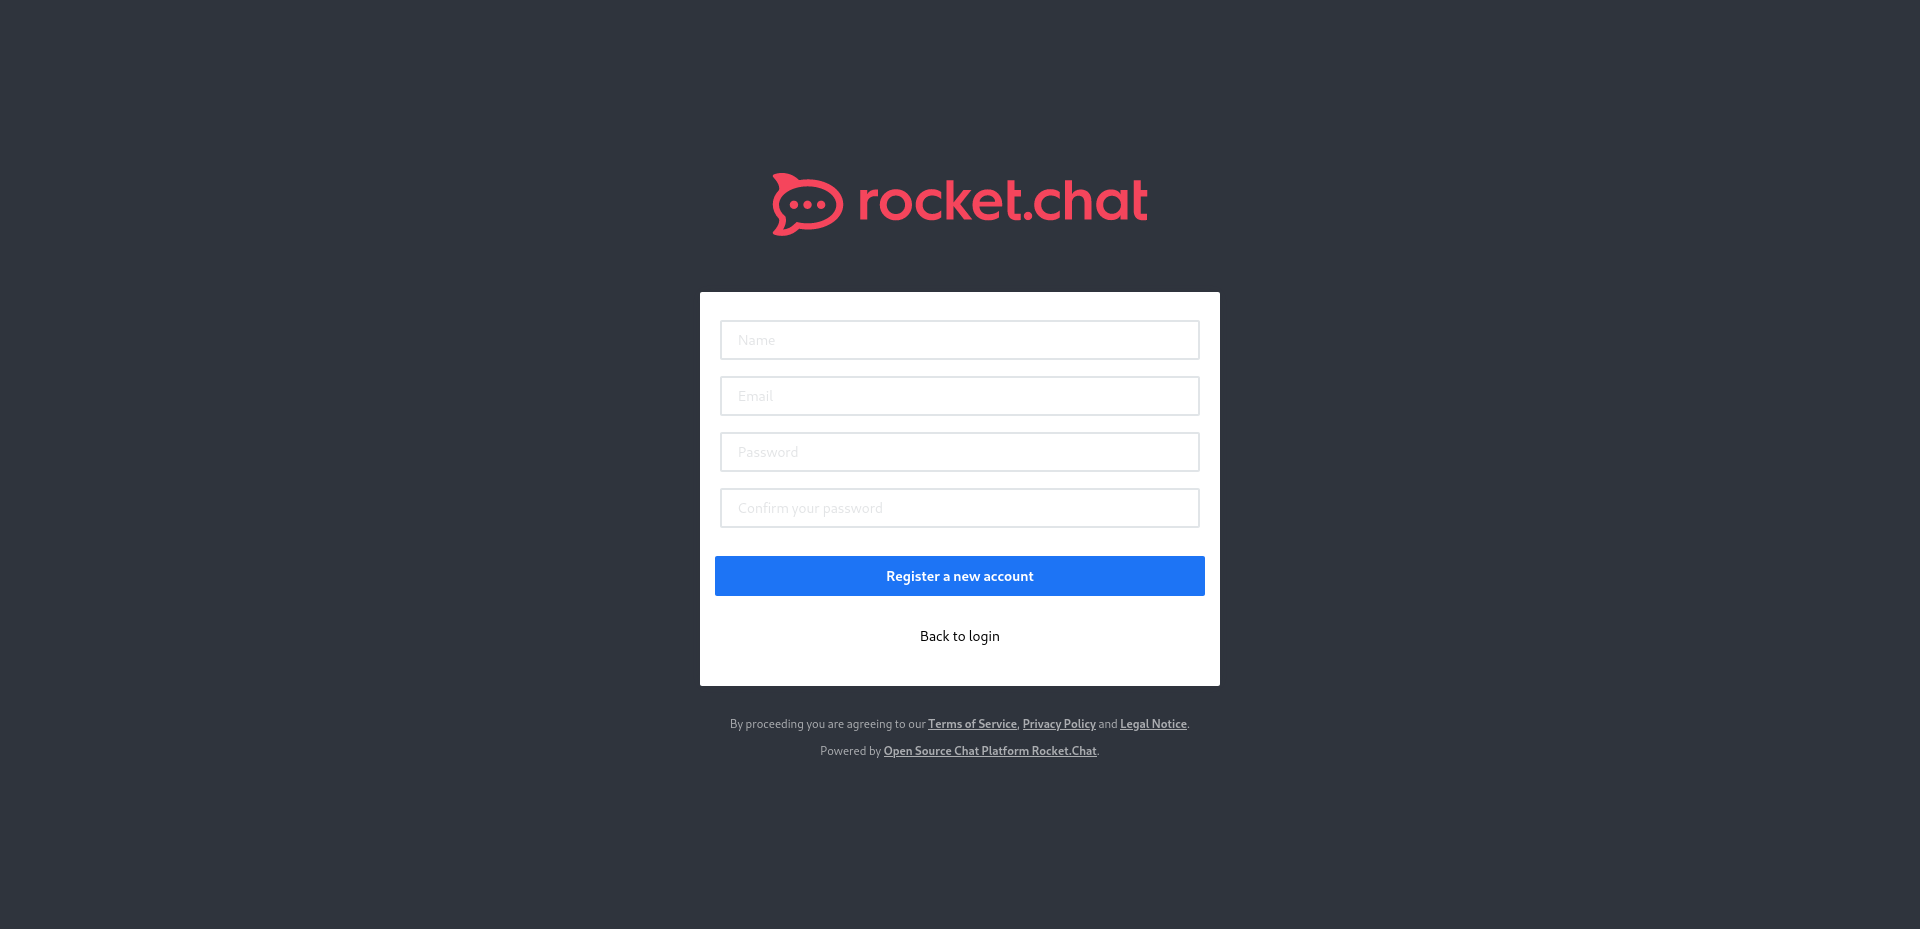 rocket.chat
Name
Email
Password
Confirm your password
Register a new account
Back to login
By proceeding you are agreeing to our Terms of Service, Privacy Policy and Legal Notice.
Powered by Open Source Chat Platform Rocket.Chat.